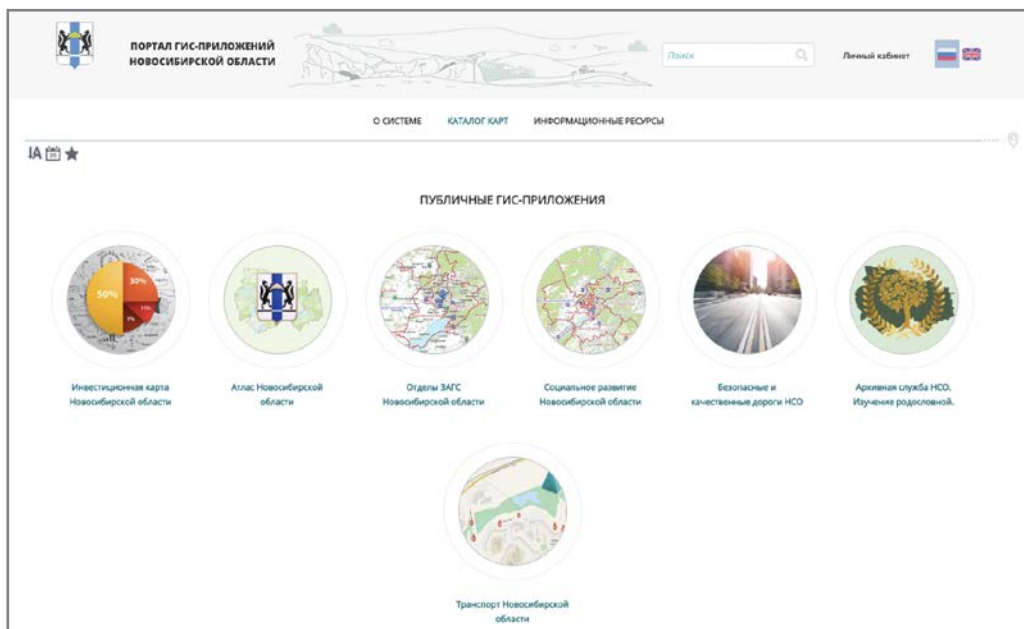 ПОРТАЛ ГИС-ПРИЛОЖЕНИЙ
НОВОСИБИРСКОЙ ОБЛАСТИ
Поиск
Личный кабинет
О СИСТЕМЕ
КАТАЛОГ КАРТ
ИНФОРМАЦИОННЫЕ РЕСУРСЫ
ПУБЛИЧНЫЕ ГИС-ПРИЛОЖЕНИЯ
50%
30%
Инвестиционная карта
Новосибирской области
Атлас Новосибирской
области
Отделы ЗАГС
Новосибирской области
Социальное развитие
Новосибирской области
Безопасные и
качественные дороги НСО
Архивная служба НСО.
Изучение родословной.
Транспорт Новосибирской
области